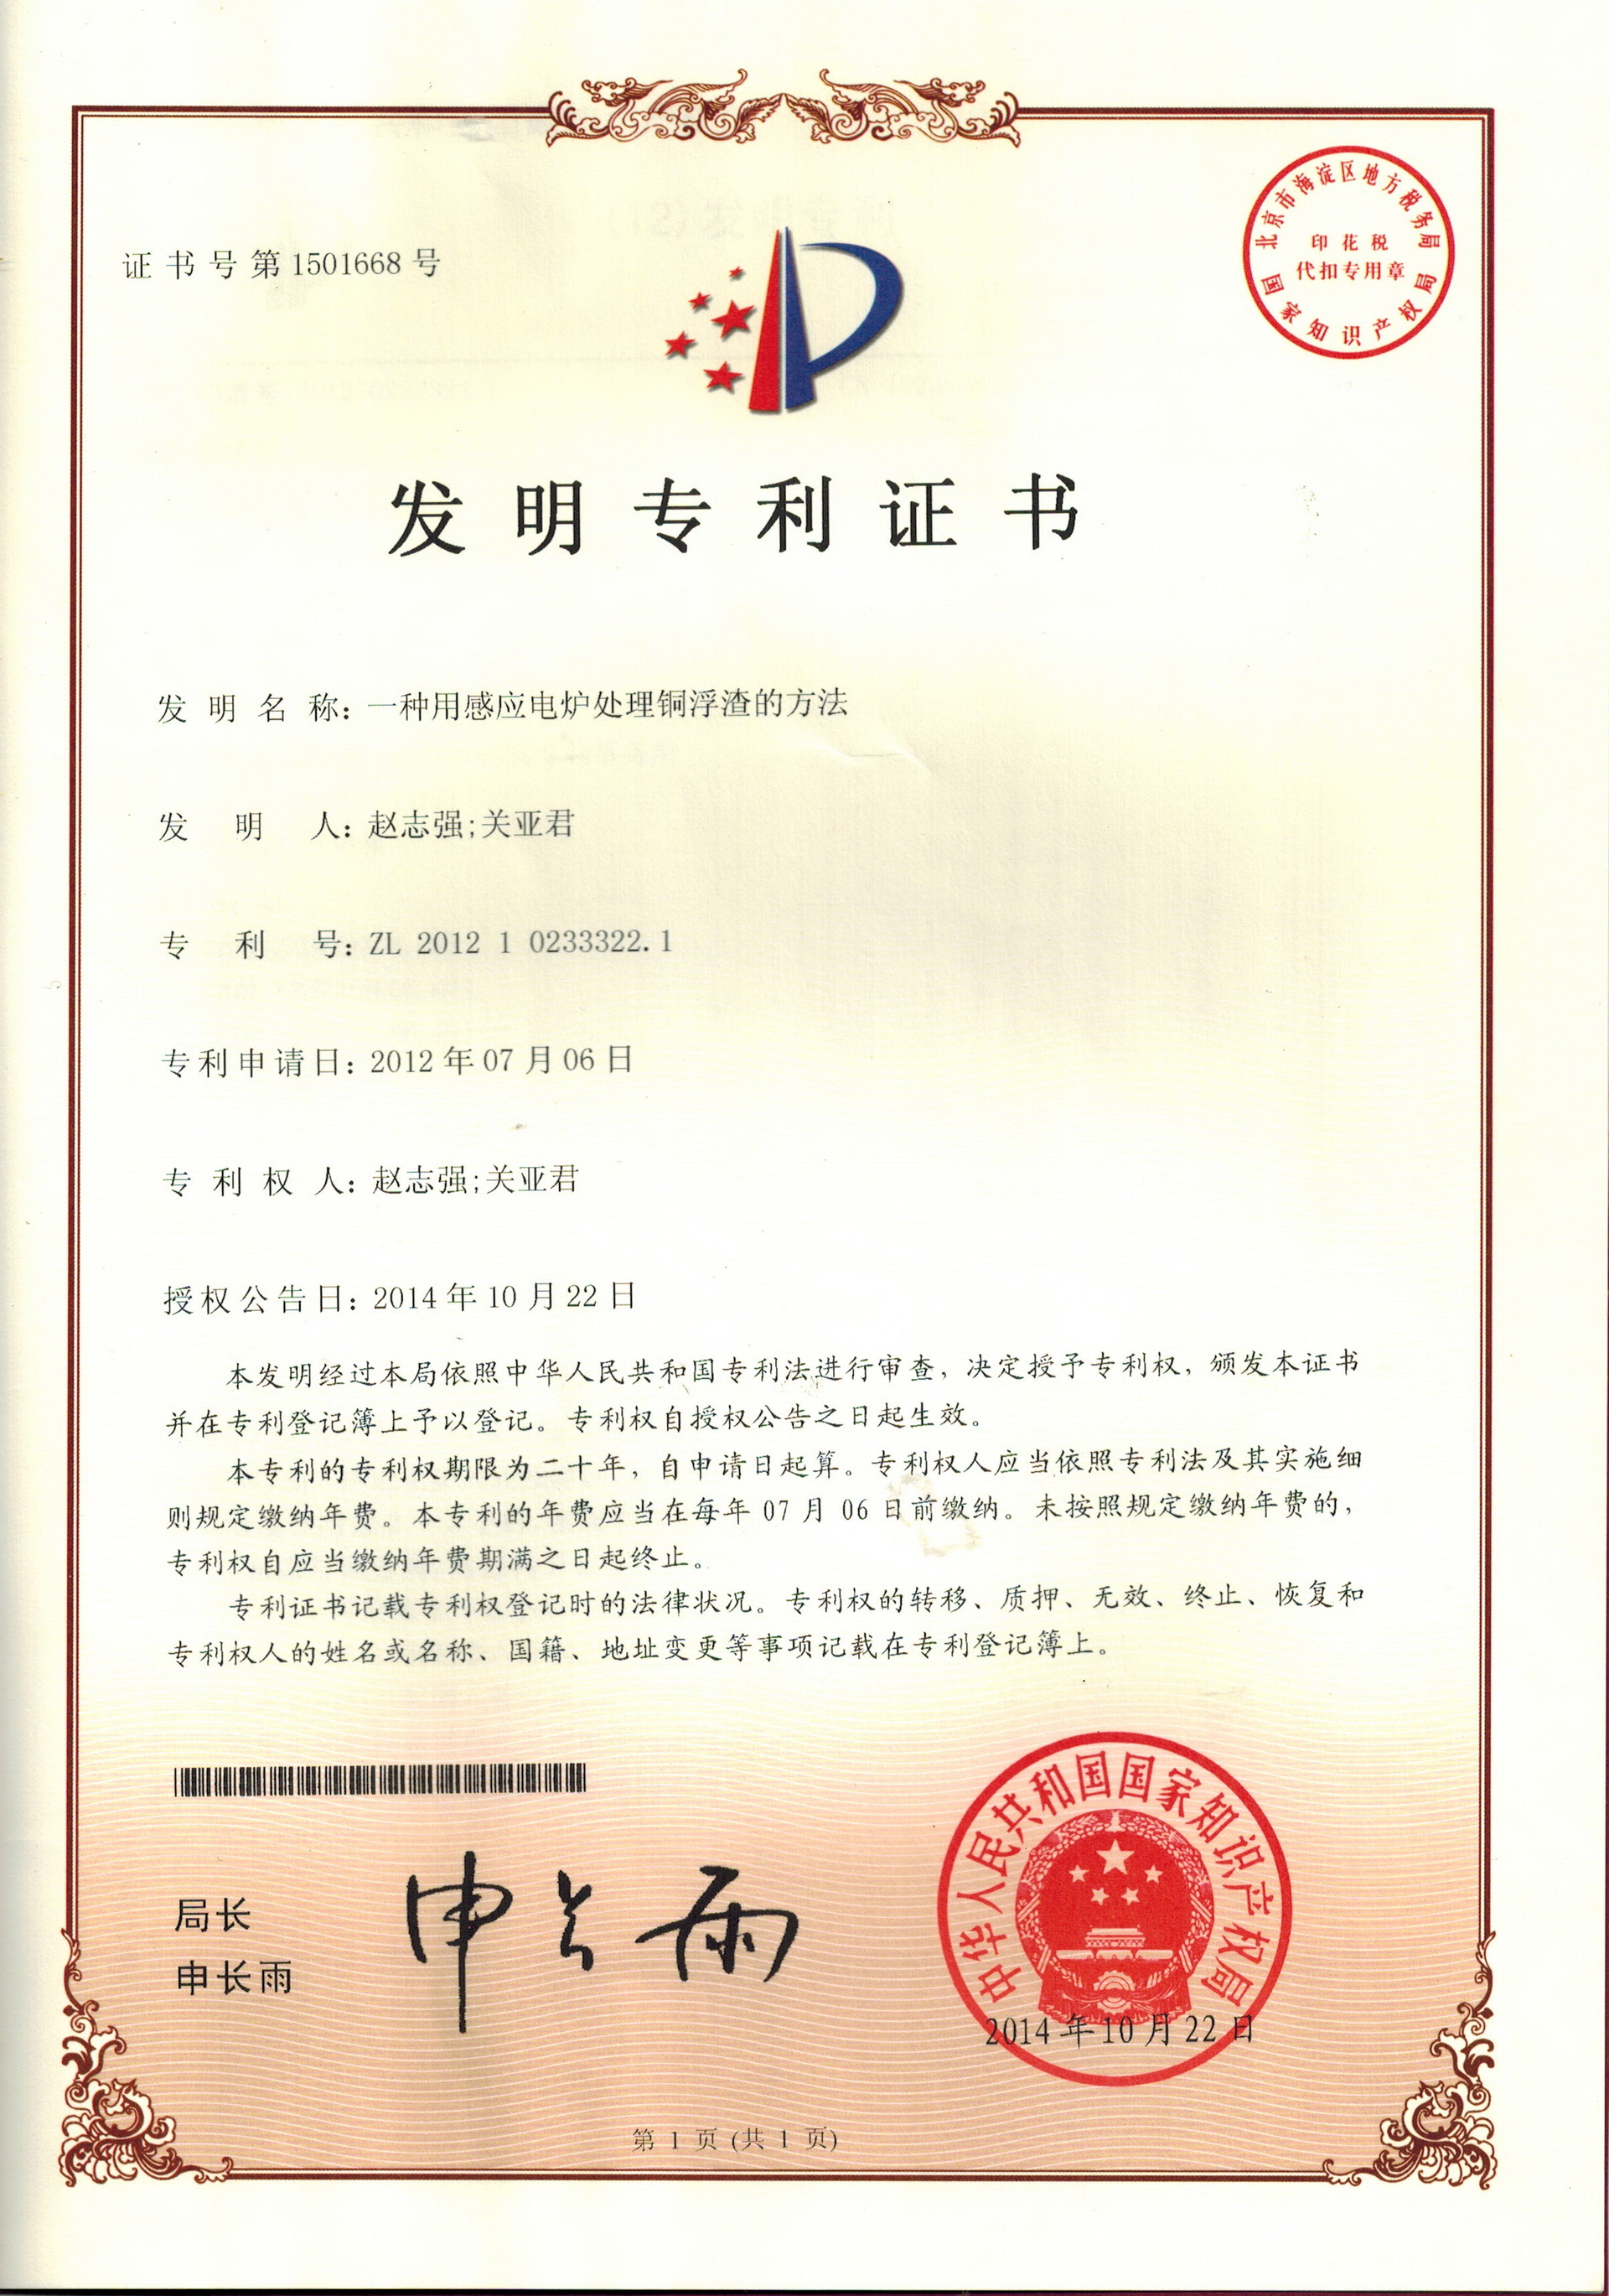 证书号第1501668号
北京市海淀区地方税务局
印花税
代扣专用章
国家知识产权局
发明专利证书
发明名称：一种用感应电炉处理铜浮渣的方法
发明人：赵志强;关亚君
专利号：ZL 2012 1 0233322.1
专利申请日：2012年07月06日
专利权人：赵志强;关亚君
授权公告日：2014年10月22日
本发明经过本局依照中华人民共和国专利法进行审查，决定授予专利权，颁发本证书
并在专利登记簿上予以登记。专利权自授权公告之日起生效。
本专利的专利权期限为二十年，自申请日起算。专利权人应当依照专利法及其实施细
则规定缴纳年费。本专利的年费应当在每年07月06日前缴纳。未按照规定缴纳年费的，
专利权自应当缴纳年费期满之日起终止。
专利证书记载专利权登记时的法律状况。专利权的转移、质押、无效、终止、恢复和
专利权人的姓名或名称、国籍、地址变更等事项记载在专利登记簿上。
局长
申长雨
申长雨
中华人民共和国国家知识产权局
2014年10月22日
第1页(共1页)